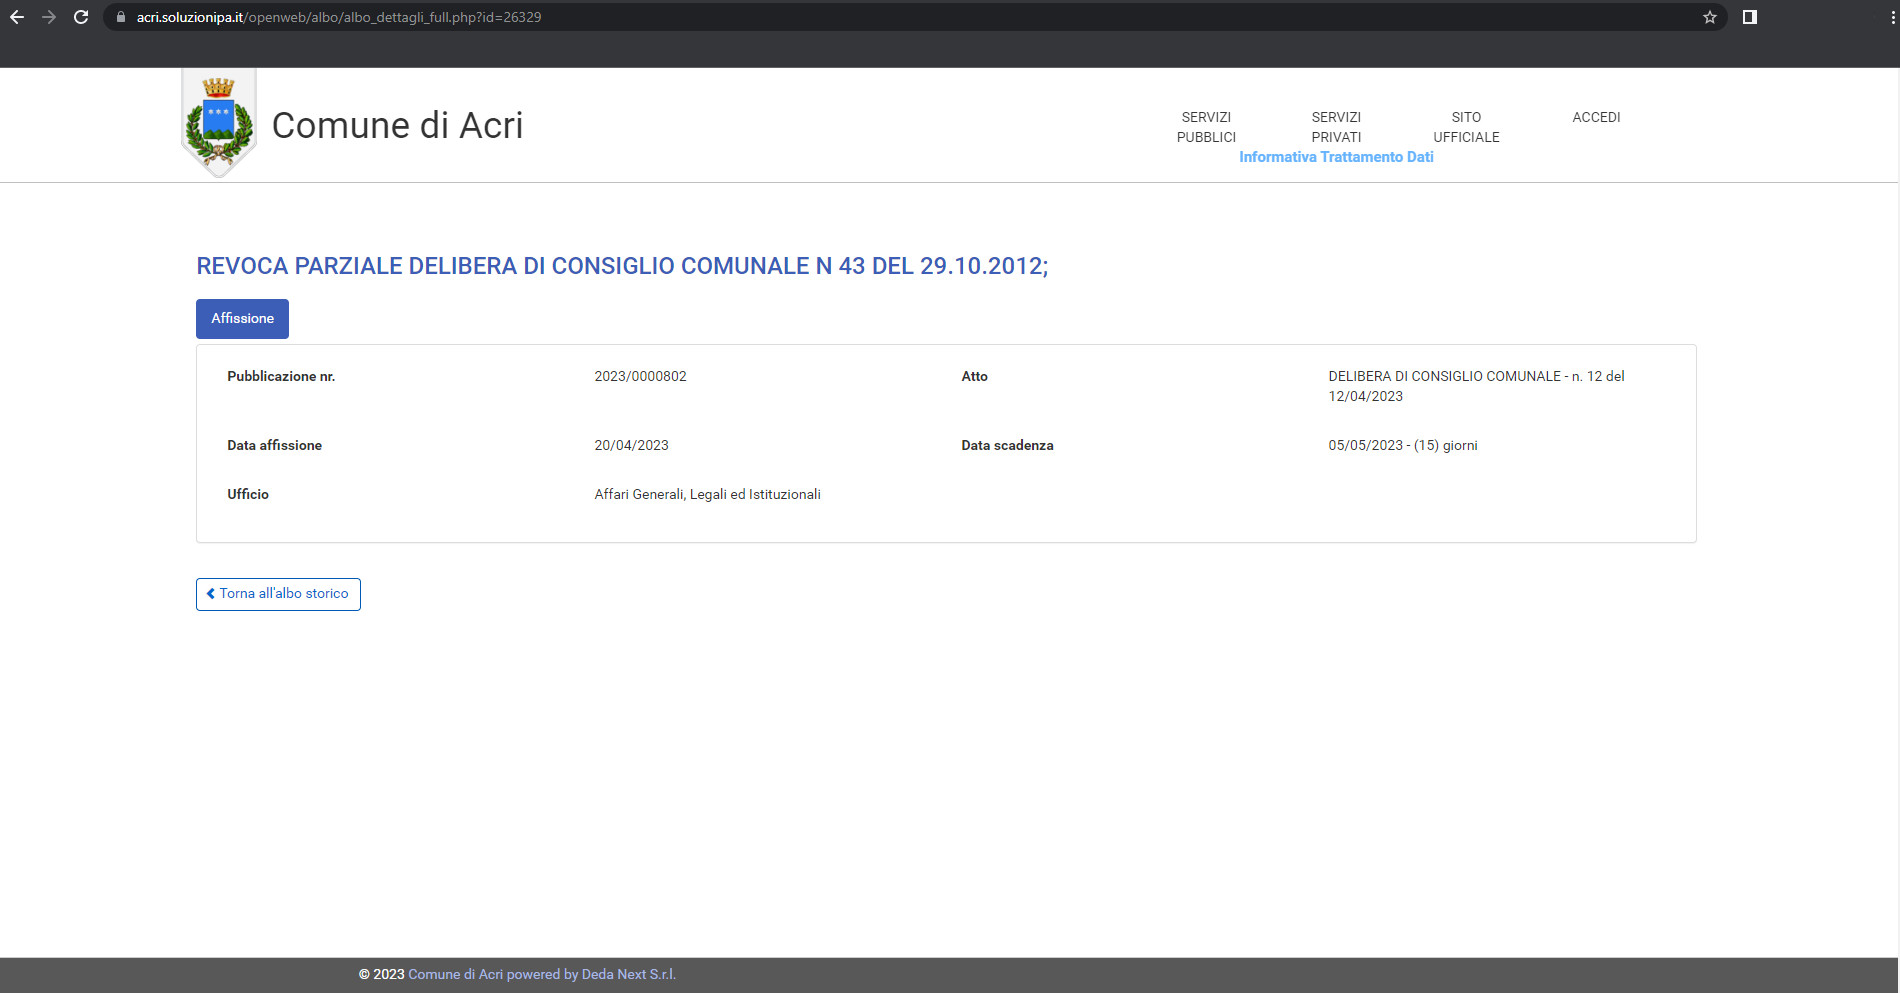 acri.soluzionipa.it/openweb/albo/albo_dettagli_full.php?id=26329
Comune di Acri
SERVIZI
PUBBLICI
SERVIZI
PRIVATI
SITO
UFFICIALE
ACCEDI
Informativa Trattamento Dati
REVOCA PARZIALE DELIBERA DI CONSIGLIO COMUNALE N 43 DEL 29.10.2012;
Affissione
Pubblicazione nr.
2023/0000802
Atto
DELIBERA DI CONSIGLIO COMUNALE - n. 12 del
12/04/2023
Data affissione
20/04/2023
Data scadenza
05/05/2023 - (15) giorni
Ufficio
Affari Generali, Legali ed Istituzionali
Torna all'albo storico
© 2023 Comune di Acri powered by Deda Next S.r.l.